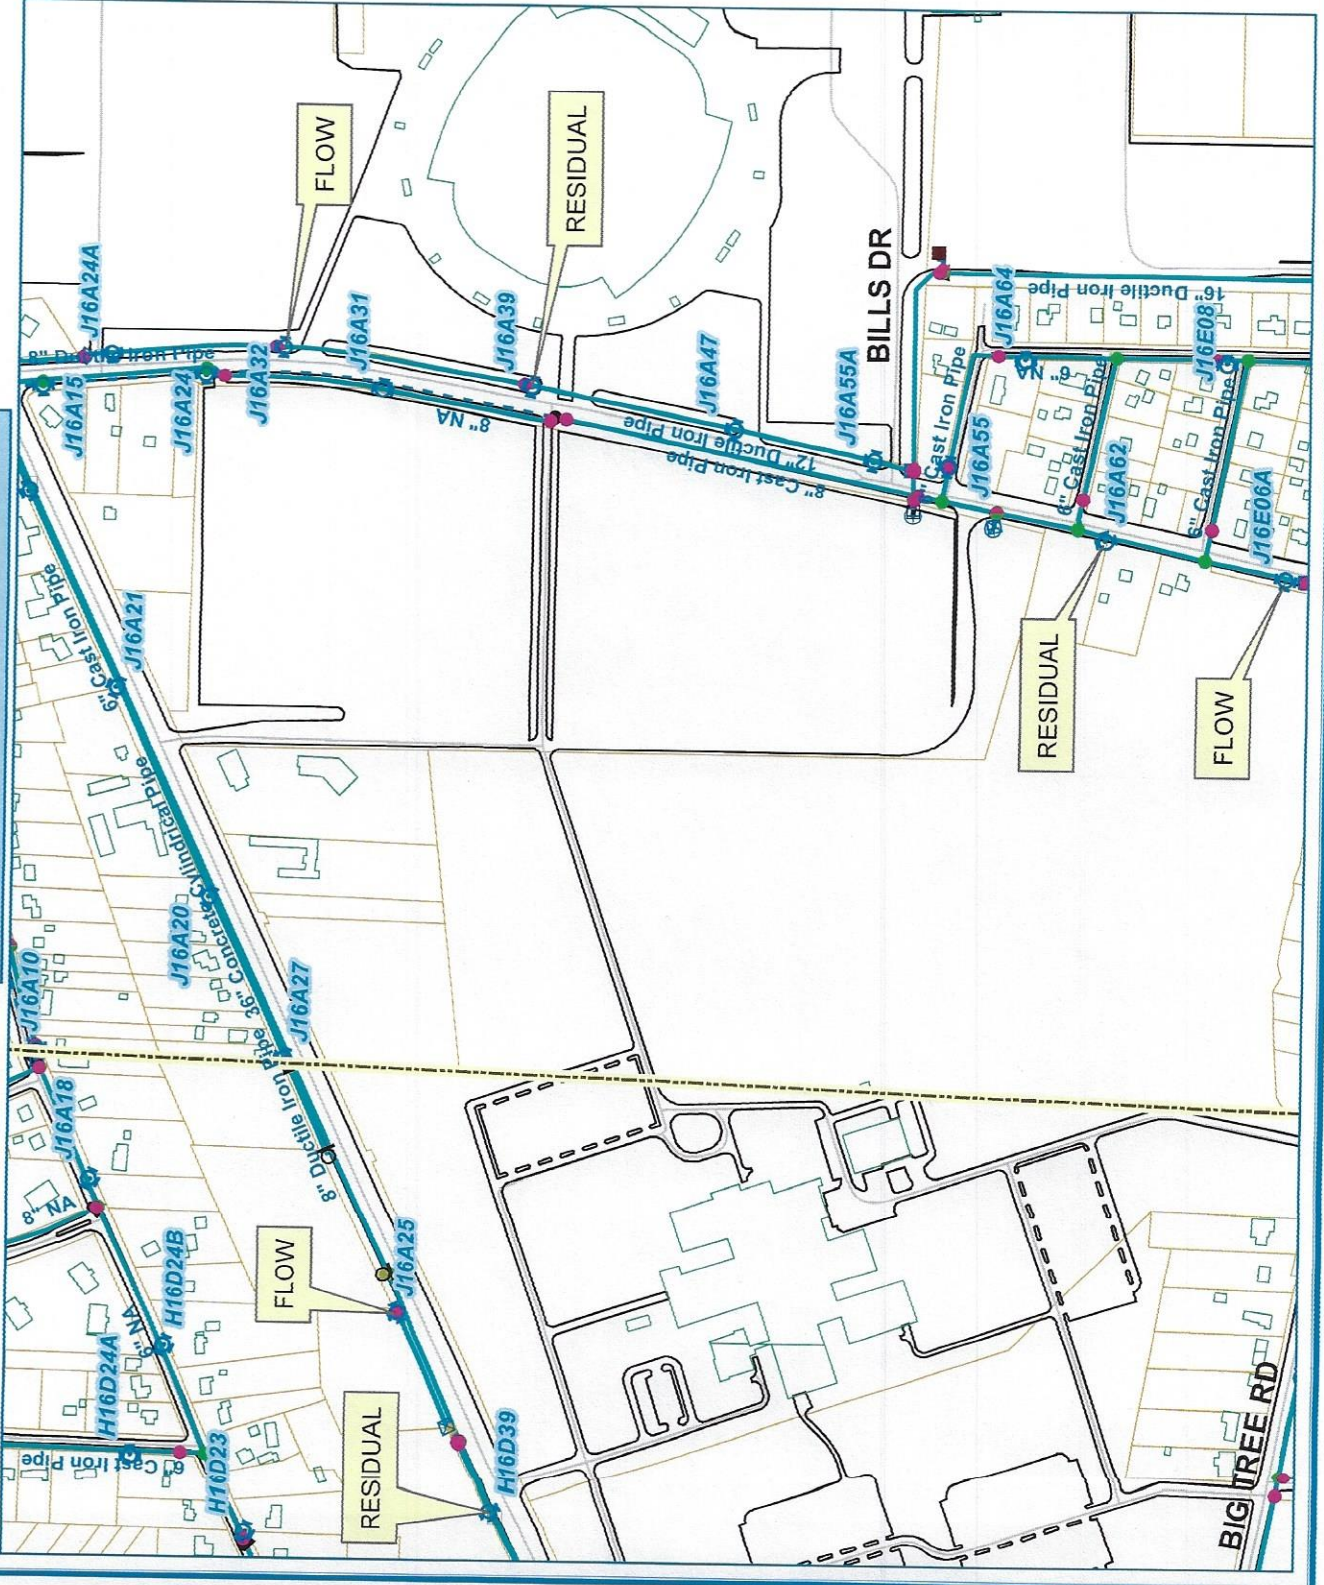 FLOW
RESIDUAL
J16A24A
8" Ductile Iron Pipe
J16A15
J16A24
J16A32
J16A31
J16A39
8" NA
J16A47
12" Ductile Iron Pipe
8" Cast Iron Pipe
J16A55A
BILLS DR
16" Ductile Iron Pipe
J16A64
Cast Iron Pipe
6" NA
J16A55
6" Cast Iron Pipe
J16A62
J16E08
6" Cast Iron Pipe
J16E06A
RESIDUAL
FLOW
6" Cast Iron Pipe
J16A21
36" Concrete Cylindrical Pipe
J16A20
J16A10
J16A27
8" Ductile Iron Pipe
J16A18
8" NA
H16D24B
6" NA
H16D24A
6" Cast Iron Pipe
H16D23
FLOW
J16A25
RESIDUAL
H16D39
BIG TREE RD